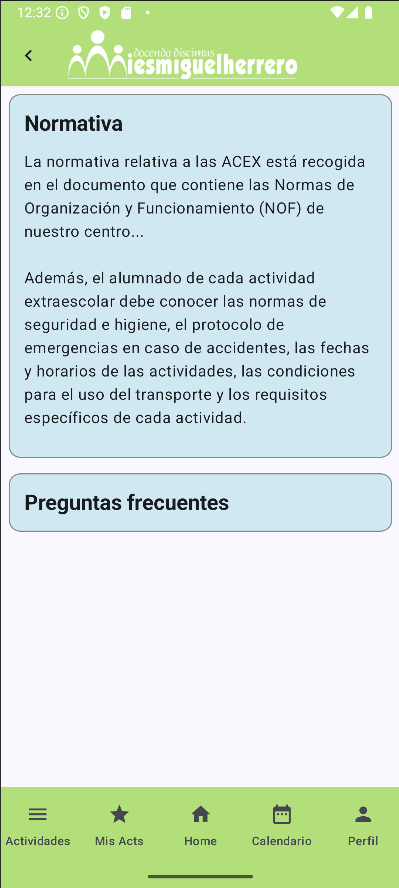 12:32
docendo discimus
iesmiguelherrero
Normativa
La normativa relativa a las ACEX está recogida
en el documento que contiene las Normas de
Organización y Funcionamiento (NOF) de
nuestro centro...
Además, el alumnado de cada actividad
extraescolar debe conocer las normas de
seguridad e higiene, el protocolo de
emergencias en caso de accidentes, las fechas
y horarios de las actividades, las condiciones
para el uso del transporte y los requisitos
específicos de cada actividad.
Preguntas frecuentes
Actividades Mis Acts Home Calendario Perfil